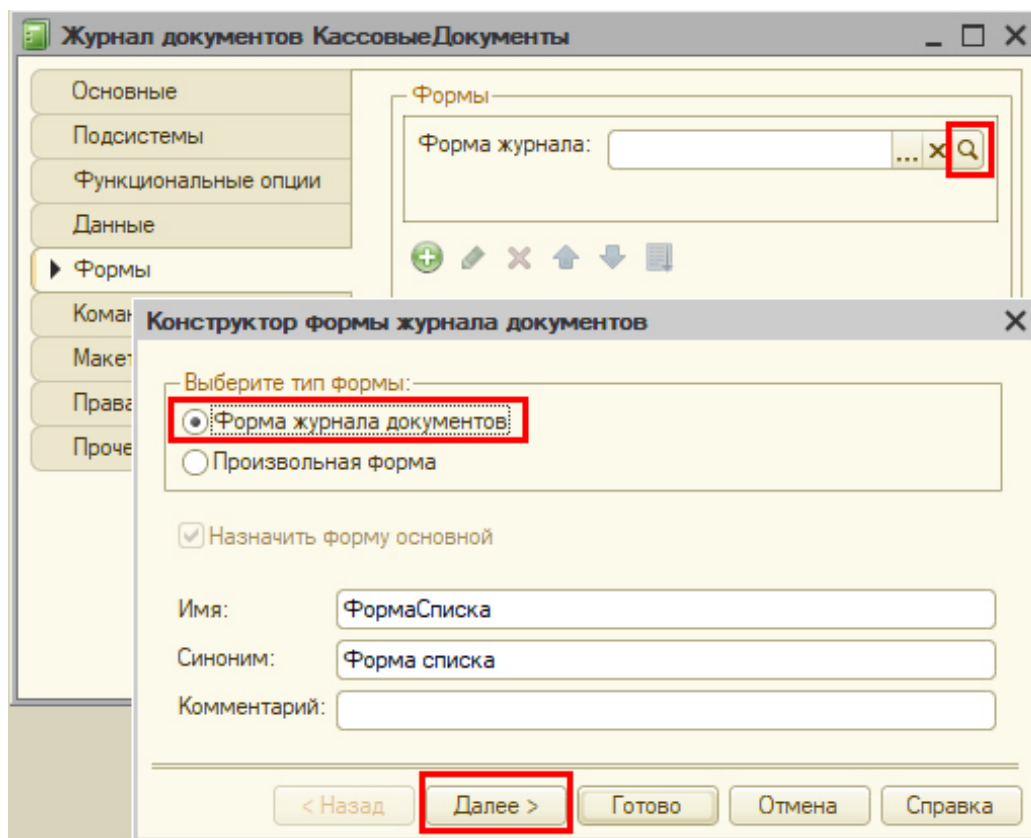 Журнал документов КассовыеДокументы
Основные
Подсистемы
Функциональные опции
Данные
Формы
Формы
Форма журнала:
...
Конструктор формы журнала документов
Выберите тип формы:
Форма журнала документов
Произвольная форма
Назначить форму основной
Имя: ФормаСписка
Синоним: Форма списка
Комментарий:
< Назад Далее > Готово Отмена Справка